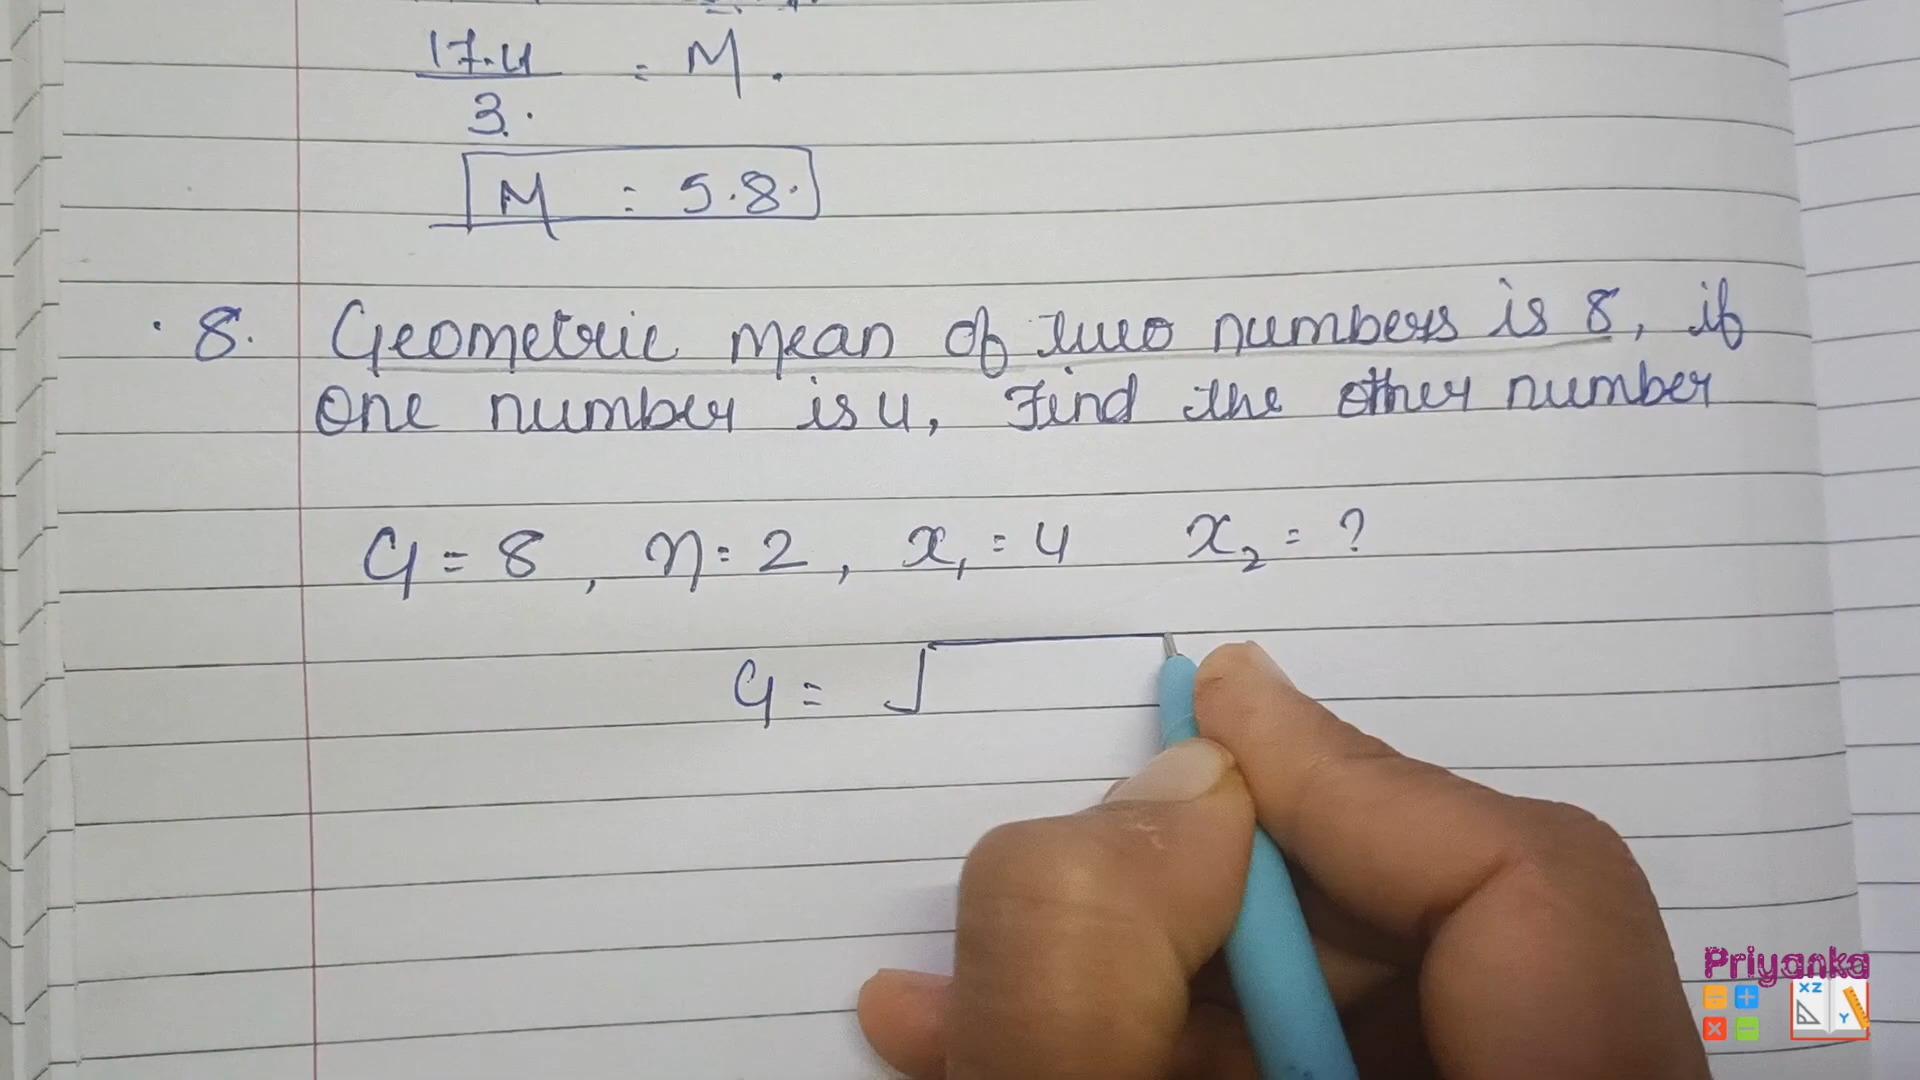 17.4
= M.
3.
M = 5.8.
8. Geometric mean of two numbers is 8, if
one number is 4, Find the other number
G = 8, n = 2, x₁ = 4 x₂ = ?
G = √
Priyanka
XZ
Y